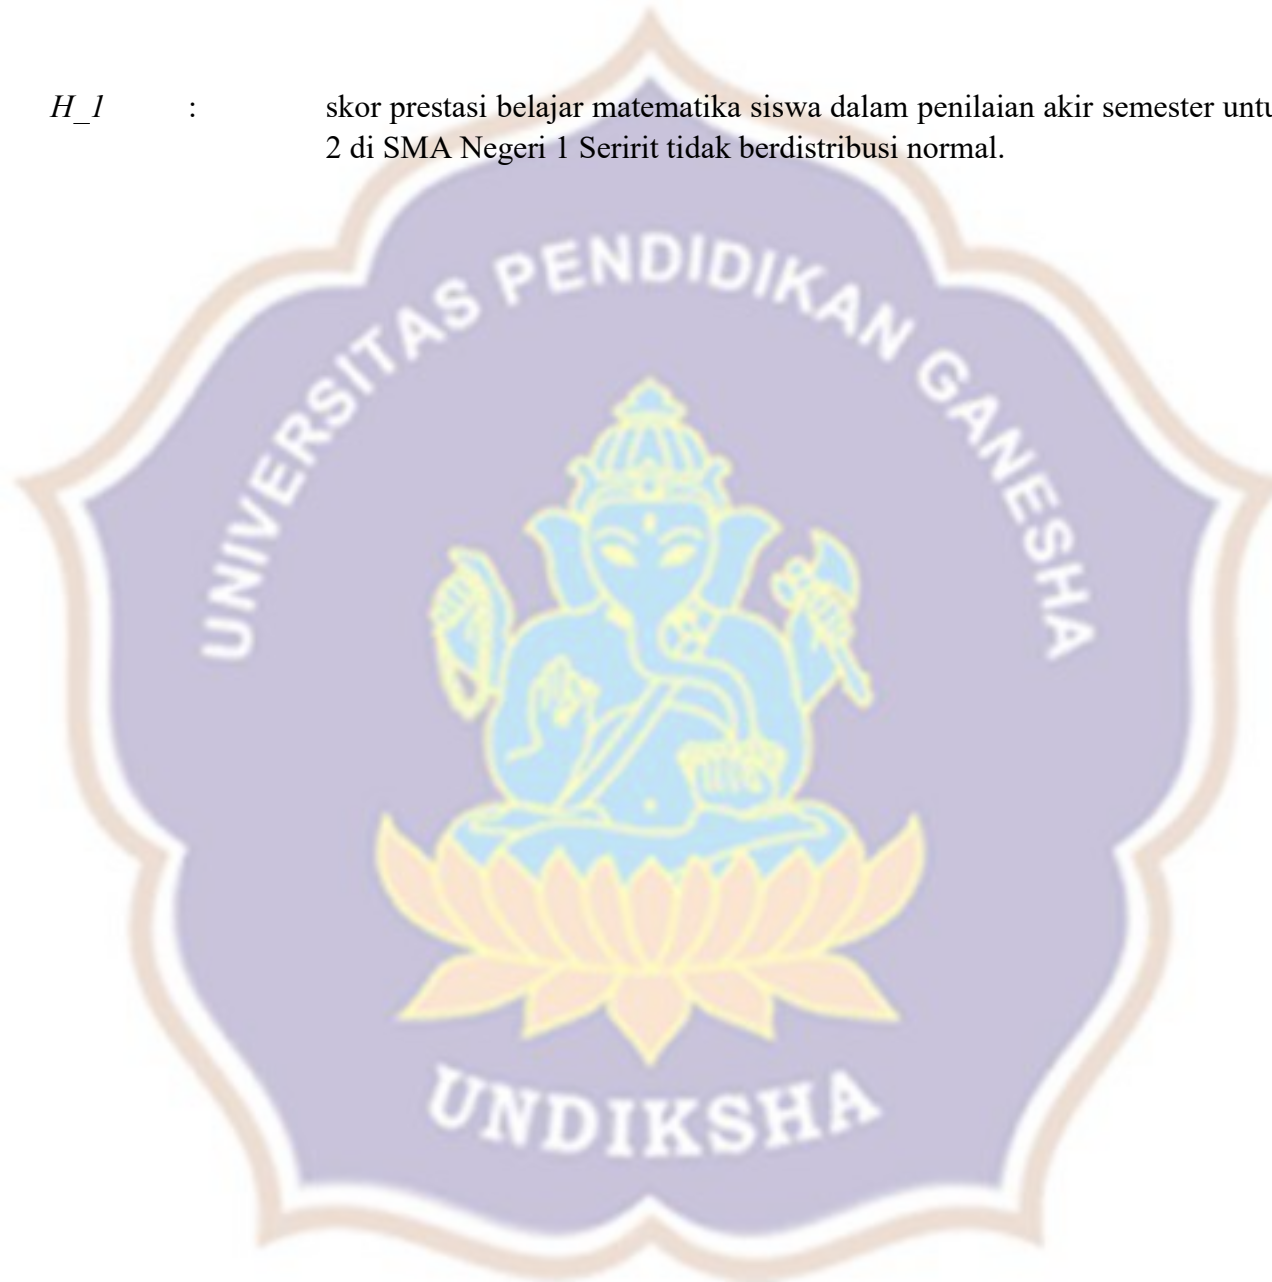 H_1 : skor prestasi belajar matematika siswa dalam penilaian akir semester
2 di SMA Negeri 1 Seririt tidak berdistribusi normal.
UNIVERSITAS PENDIDIKAN GANESHA
UNDIKSHA